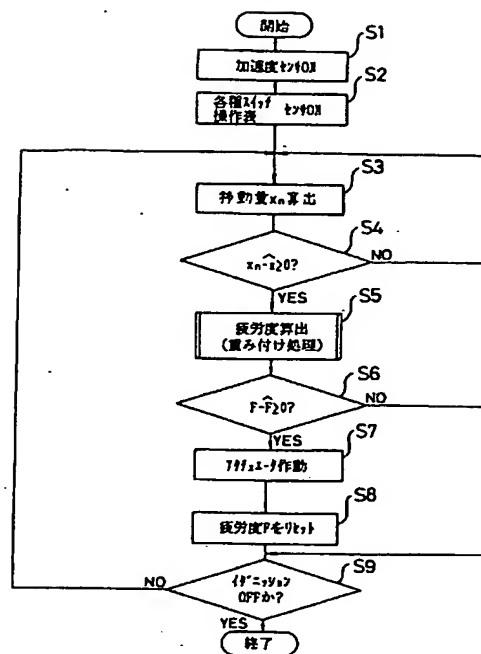 開始
S1
加速度センサON
S2
各種スイッチ センサON
操作表
S3
移動量xn算出
S4
xn-x̂≥0?
NO
YES
S5
疲労度算出
(重み付け処理)
S6
F-F̂≥0?
NO
YES
S7
アクチュエータ作動
S8
疲労度Fをリセット
S9
イグニッション
OFFか?
NO
YES
終了